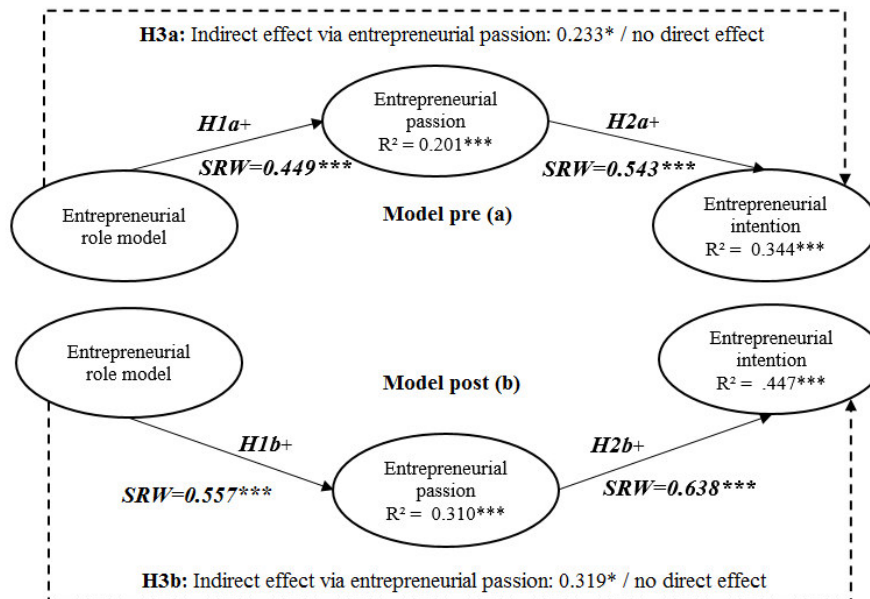 H3a: Indirect effect via entrepreneurial passion: 0.233* / no direct effect
Entrepreneurial
passion
R² = 0.201***
H1a+
H2a+
SRW=0.449***
SRW=0.543***
Entrepreneurial
role model
Model pre (a)
Entrepreneurial
intention
R² = 0.344***
Entrepreneurial
role model
Model post (b)
Entrepreneurial
intention
R² = .447***
H1b+
H2b+
SRW=0.557***
Entrepreneurial
passion
R² = 0.310***
SRW=0.638***
H3b: Indirect effect via entrepreneurial passion: 0.319* / no direct effect